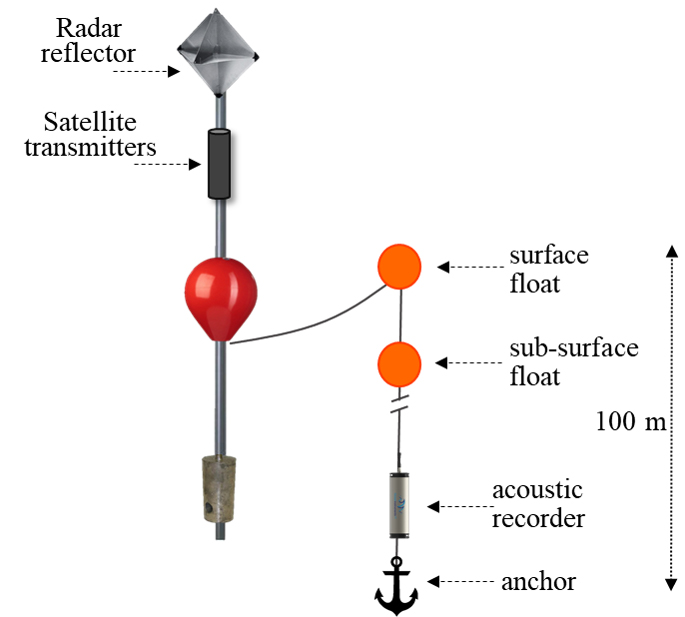 Radar
reflector
Satellite
transmitters
surface
float
sub-surface
float
100 m
acoustic
recorder
anchor